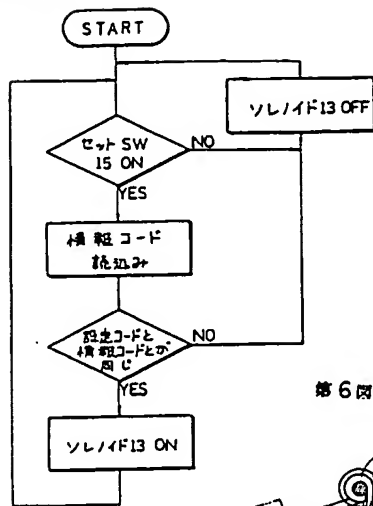 START
ソレノイド13 OFF
セットSW
15 ON
NO
YES
情報コード
読込み
設定コードと
情報コードとが
同じ
NO
YES
第6図
ソレノイド13 ON